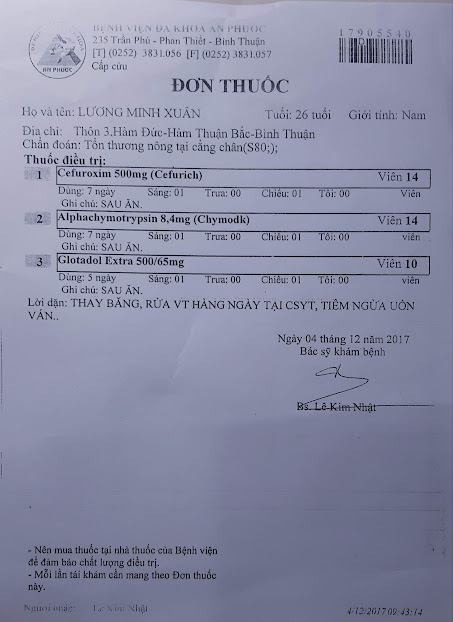 BỆNH VIỆN ĐA KHOA AN PHƯỚC
235 Trần Phú - Phan Thiết - Bình Thuận
[T] (0252) 3831.056 [F] (0252) 3831.057
Cấp cứu
AN PHƯỚC
17905540
ĐƠN THUỐC
Họ và tên: LƯƠNG MINH XUÂN Tuổi: 26 tuổi Giới tính: Nam
Địa chỉ: Thôn 3.Hàm Đức-Hàm Thuận Bắc-Bình Thuận
Chẩn đoán: Tổn thương nông tại cẳng chân(S80;);
Thuốc điều trị:
1 Cefuroxim 500mg (Cefurich) Viên 14
Dùng: 7 ngày Sáng: 01 Trưa: 00 Chiều: 01 Tối: 00 Viên
Ghi chú: SAU ĂN.
2 Alphachymotrypsin 8,4mg (Chymodk) Viên 14
Dùng: 7 ngày Sáng: 01 Trưa: 00 Chiều: 01 Tối: 00 viên
Ghi chú: SAU ĂN.
3 Glotadol Extra 500/65mg Viên 10
Dùng: 5 ngày Sáng: 01 Trưa: 00 Chiều: 01 Tối: 00 Viên
Ghi chú: SAU ĂN.
Lời dặn: THAY BĂNG, RỬA VT HÀNG NGÀY TẠI CSYT, TIÊM NGỪA UỐN
VÁN..
Ngày 04 tháng 12 năm 2017
Bác sỹ khám bệnh
Bs. Lê Kim Nhật
- Nên mua thuốc tại nhà thuốc của Bệnh viện
để đảm bảo chất lượng điều trị.
- Mỗi lần tái khám cần mang theo Đơn thuốc
này.
Người Lê Kim Nhật
4/12/2017 09:43:14